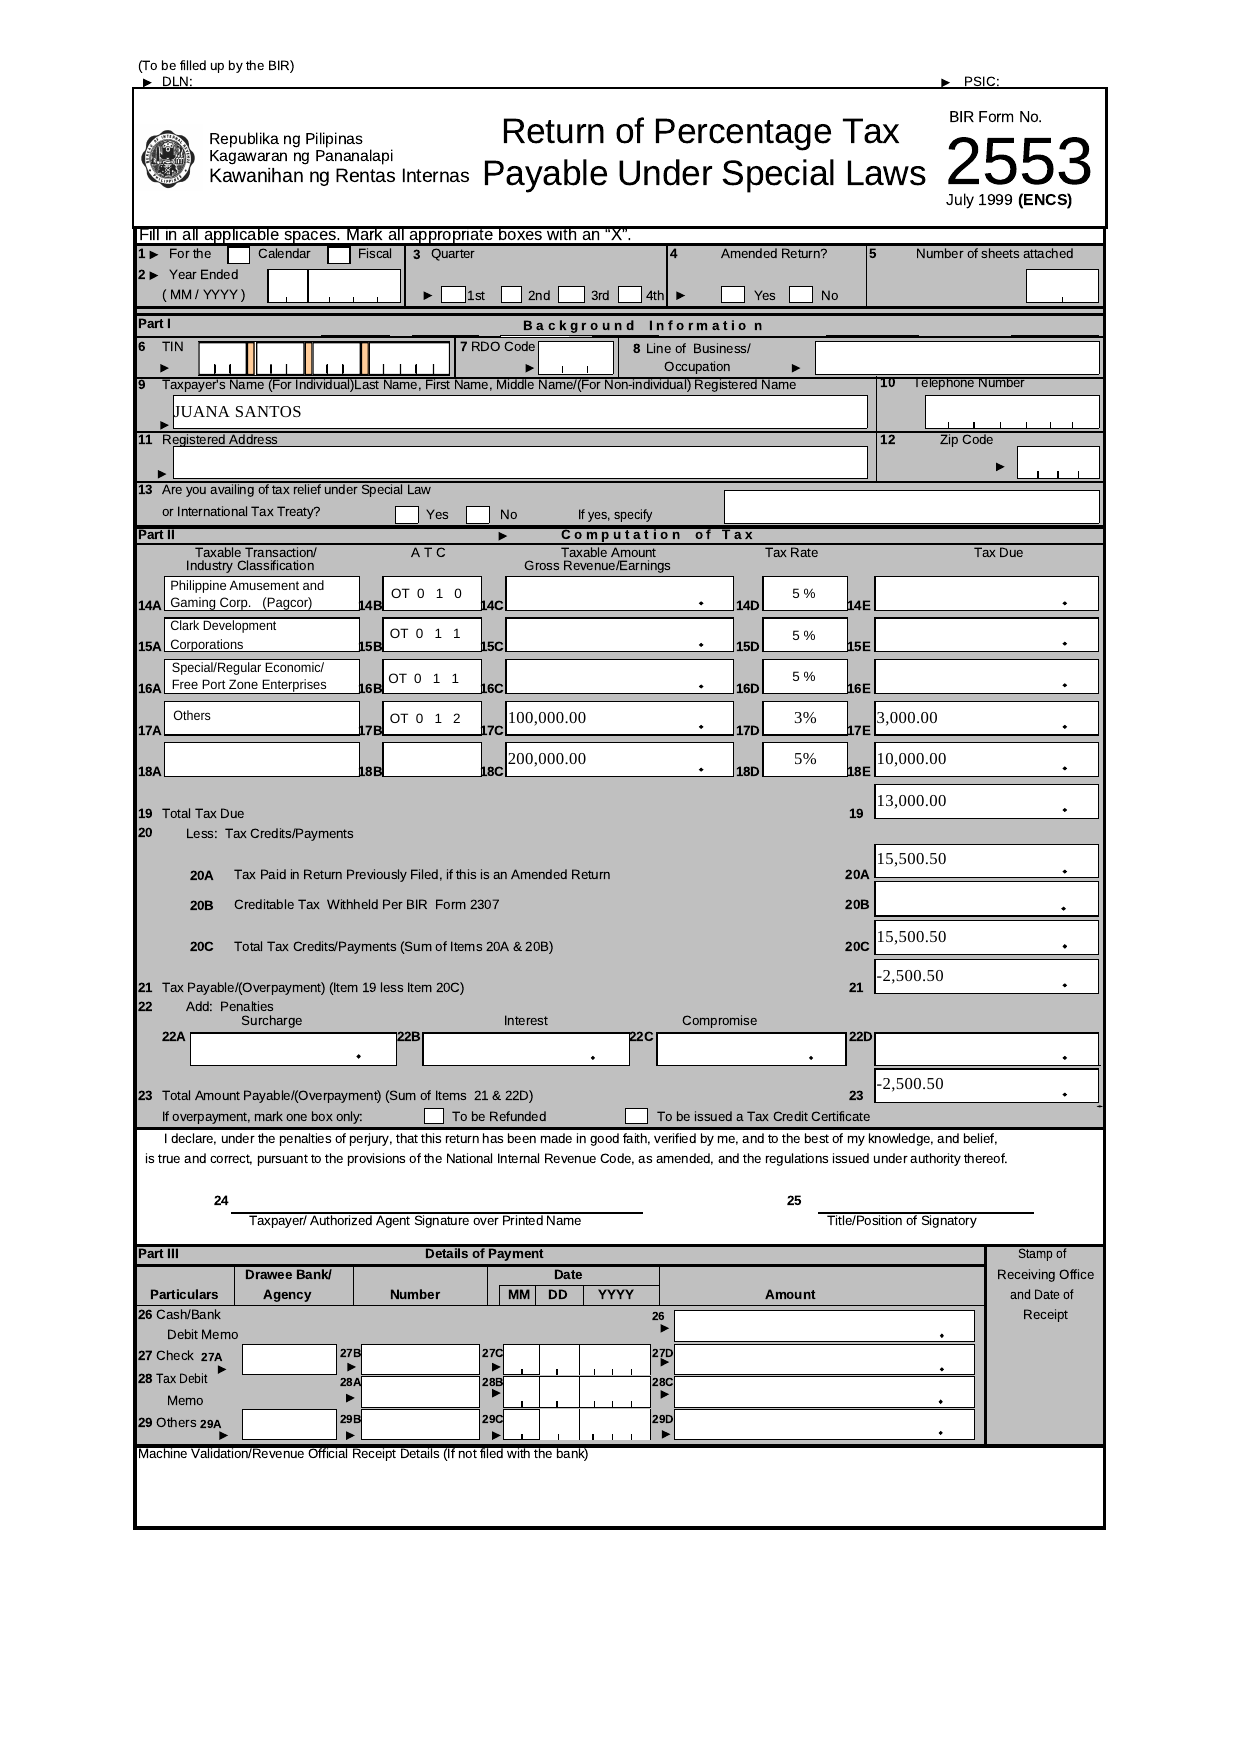 (To be filled up by the BIR)
► DLN: ► PSIC:
Republika ng Pilipinas
Kagawaran ng Pananalapi
Kawanihan ng Rentas Internas
Return of Percentage Tax
Payable Under Special Laws
BIR Form No.
2553
July 1999 (ENCS)
Fill in all applicable spaces. Mark all appropriate boxes with an “X”.
1 ► For the Calendar Fiscal 3 Quarter 4 Amended Return? 5 Number of sheets attached
2 ► Year Ended
( MM / YYYY ) ► 1st 2nd 3rd 4th ► Yes No
Part I Background Information
6 TIN 7 RDO Code 8 Line of Business/
► ► Occupation ►
9 Taxpayer's Name (For Individual)Last Name, First Name, Middle Name/(For Non-individual) Registered Name 10 Telephone Number
► JUANA SANTOS
11 Registered Address 12 Zip Code
► ►
13 Are you availing of tax relief under Special Law
or International Tax Treaty? Yes No If yes, specify
Part II ► Computation of Tax
Taxable Transaction/ A T C Taxable Amount Tax Rate Tax Due
Industry Classification Gross Revenue/Earnings
Philippine Amusement and
14A Gaming Corp. (Pagcor) 14B OT 0 1 0 14C 14D 5 % 14E
Clark Development
15A Corporations 15B OT 0 1 1 15C 15D 5 % 15E
Special/Regular Economic/
16A Free Port Zone Enterprises 16B OT 0 1 1 16C 16D 5 % 16E
17A Others 17B OT 0 1 2 17C 100,000.00 17D 3% 17E 3,000.00
18A 18B 18C 200,000.00 18D 5% 18E 10,000.00
19 Total Tax Due 19 13,000.00
20 Less: Tax Credits/Payments
20A Tax Paid in Return Previously Filed, if this is an Amended Return 20A 15,500.50
20B Creditable Tax Withheld Per BIR Form 2307 20B
20C Total Tax Credits/Payments (Sum of Items 20A & 20B) 20C 15,500.50
21 Tax Payable/(Overpayment) (Item 19 less Item 20C) 21 -2,500.50
22 Add: Penalties
Surcharge Interest Compromise
22A 22B 22C 22D
23 Total Amount Payable/(Overpayment) (Sum of Items 21 & 22D) 23 -2,500.50
If overpayment, mark one box only: To be Refunded To be issued a Tax Credit Certificate
I declare, under the penalties of perjury, that this return has been made in good faith, verified by me, and to the best of my knowledge, and belief,
is true and correct, pursuant to the provisions of the National Internal Revenue Code, as amended, and the regulations issued under authority thereof.
24 25
Taxpayer/ Authorized Agent Signature over Printed Name Title/Position of Signatory
Part III Details of Payment Stamp of
Drawee Bank/ Date Receiving Office
Particulars Agency Number MM DD YYYY Amount and Date of
26 Cash/Bank 26 Receipt
Debit Memo ►
27 Check 27A ► 27B ► 27C ► 27D ►
28 Tax Debit 28A 28B 28C
Memo ► ► ►
29 Others 29A ► 29B ► 29C ► 29D ►
Machine Validation/Revenue Official Receipt Details (If not filed with the bank)